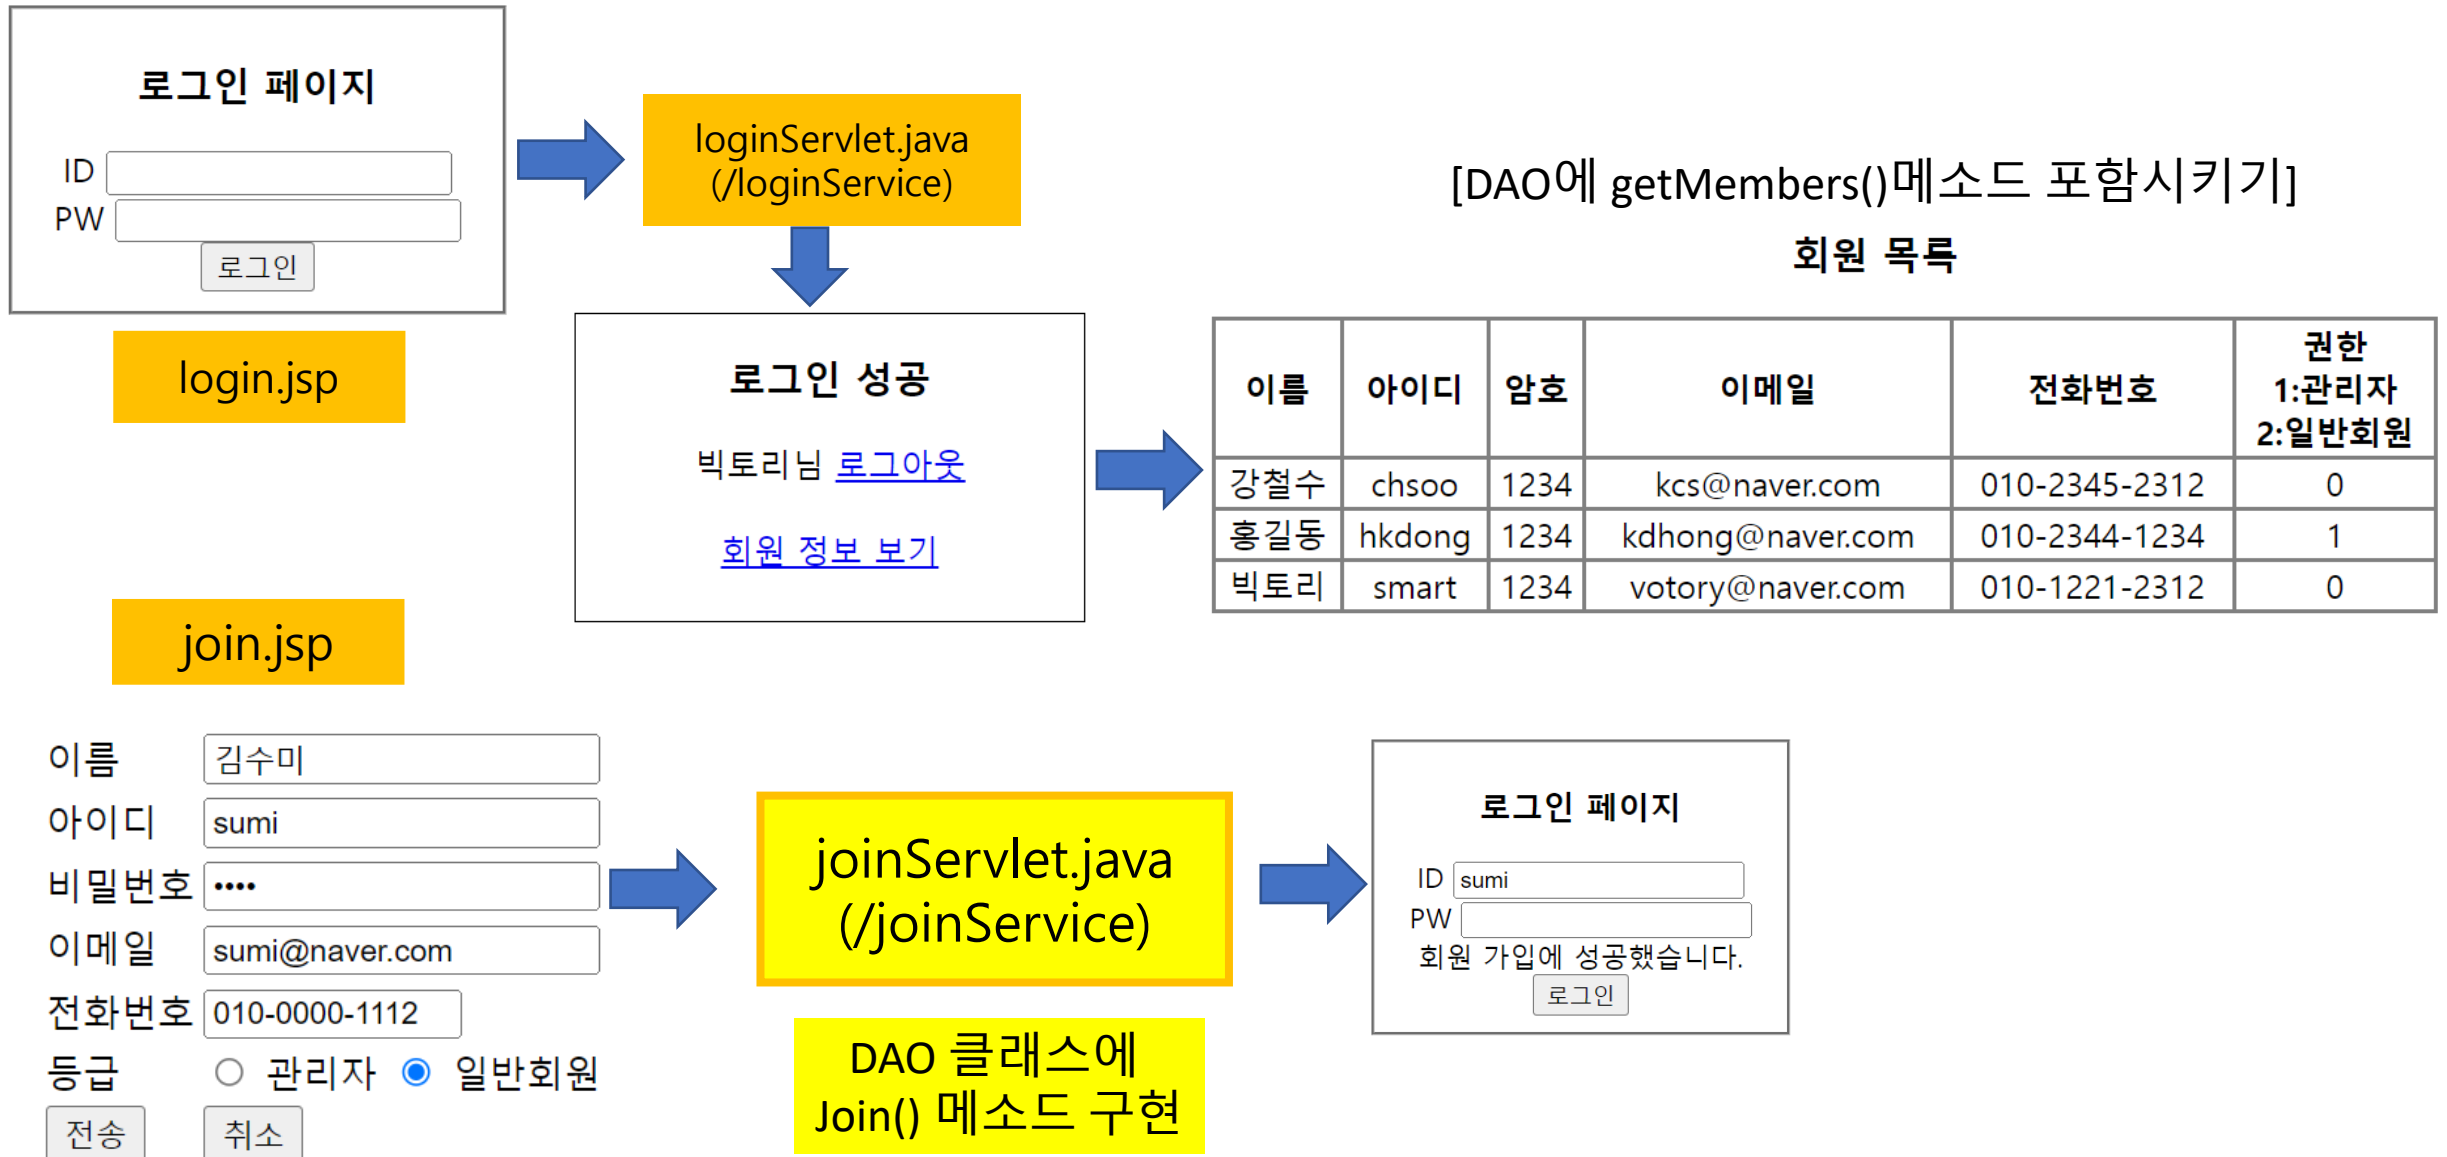 로그인 페이지
ID
PW
로그인
login.jsp
loginServlet.java
(/loginService)
로그인 성공
빅토리님 로그아웃
회원 정보 보기
[DAO에 getMembers()메소드 포함시키기]
회원 목록
이름 아이디 암호 이메일 전화번호 권한
1:관리자
2:일반회원
강철수 chsoo 1234 kcs@naver.com 010-2345-2312 0
홍길동 hkdong 1234 kdhong@naver.com 010-2344-1234 1
빅토리 smart 1234 votory@naver.com 010-1221-2312 0
join.jsp
이름 김수미
아이디 sumi
비밀번호 ••••
이메일 sumi@naver.com
전화번호 010-0000-1112
등급 관리자 일반회원
전송 취소
joinServlet.java
(/joinService)
DAO 클래스에
Join() 메소드 구현
로그인 페이지
ID sumi
PW
회원 가입에 성공했습니다.
로그인